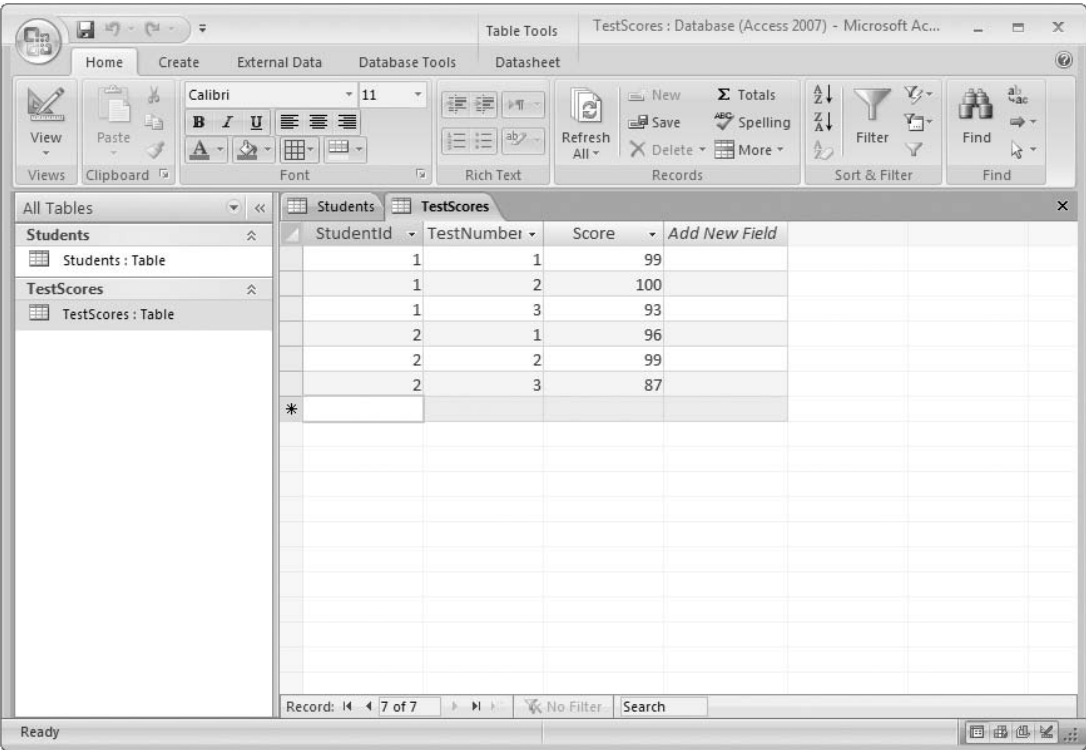 Table Tools
TestScores : Database (Access 2007) - Microsoft Ac...
Home Create External Data Database Tools Datasheet
View
Views
Paste
Clipboard
Calibri 11
B I U
A
Font
ab
Rich Text
Refresh
All
New
Save
Delete
Σ Totals
ABC Spelling
More
Records
A Z
Z A
A Z
Filter
Sort & Filter
Find
ab
ac
Find
All Tables
Students
Students : Table
TestScores
TestScores : Table
Students TestScores
StudentId TestNumber Score Add New Field
1 1 99
1 2 100
1 3 93
2 1 96
2 2 99
2 3 87
Record: 7 of 7 No Filter Search
Ready